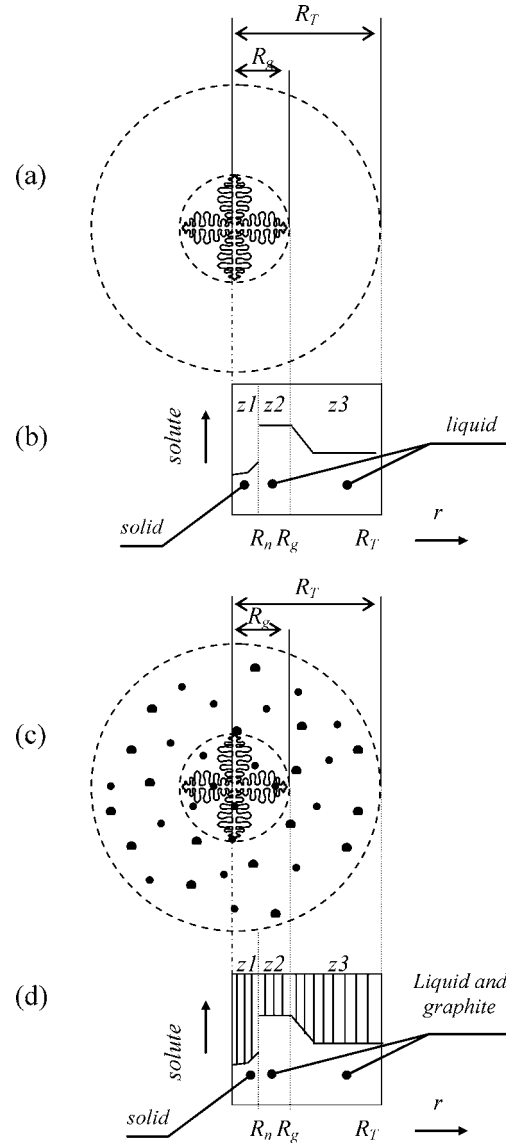 R_T
R_g
(a)
(b)
solute
z1 z2 z3
liquid
solid
R_n R_g R_T r
R_T
R_g
(c)
(d)
solute
z1 z2 z3
Liquid and
graphite
solid
R_n R_g R_T r